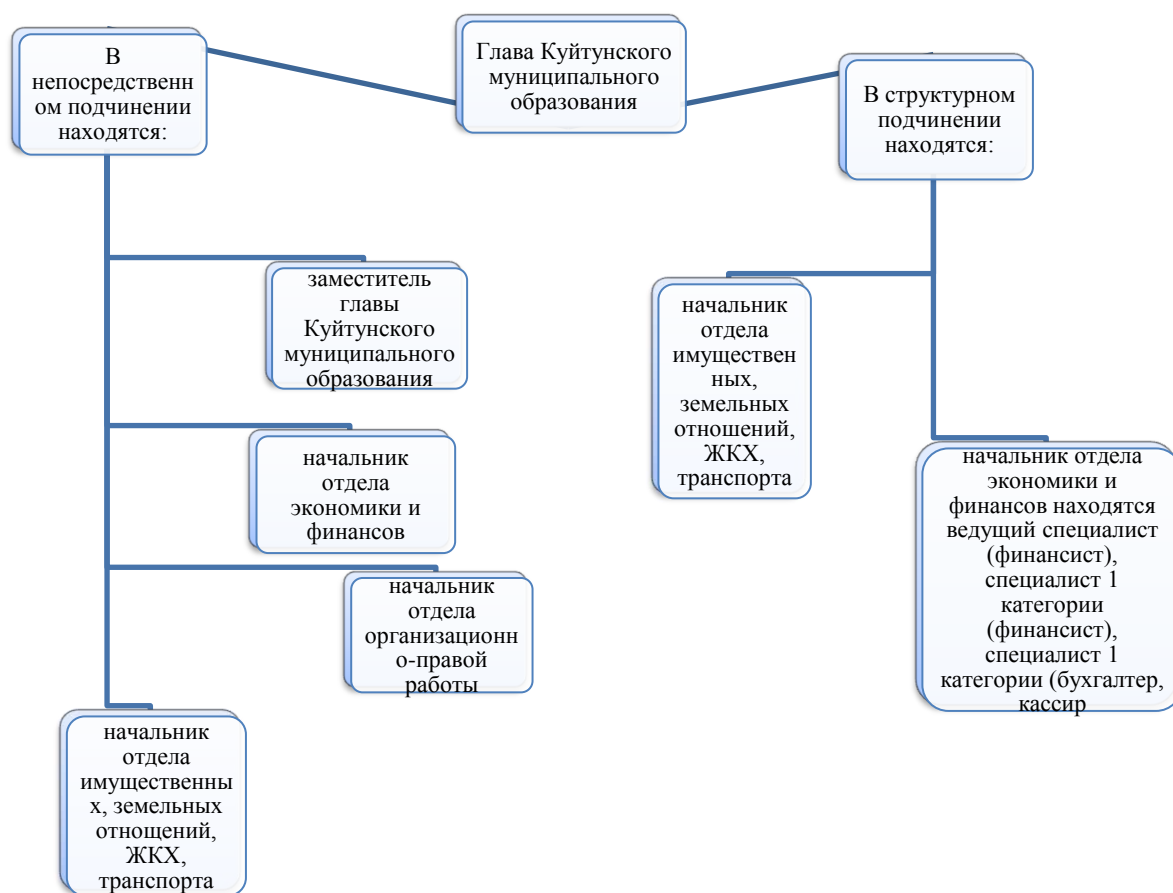 Глава Куйтунского
муниципального
образования
В
непосредственн
ом подчинении
находятся:
заместитель
главы
Куйтунского
муниципального
образования
начальник
отдела
экономики и
финансов
начальник
отдела
организационн
о-правой
работы
начальник
отдела
имущественны
х, земельных
отнощений,
ЖКХ,
транспорта
В структурном
подчинении
находятся:
начальник
отдела
имуществен
ных,
земельных
отношений,
ЖКХ,
транспорта
начальник отдела
экономики и
финансов находятся
ведущий специалист
(финансист),
специалист 1
категории
(финансист),
специалист 1
категории (бухгалтер,
кассир